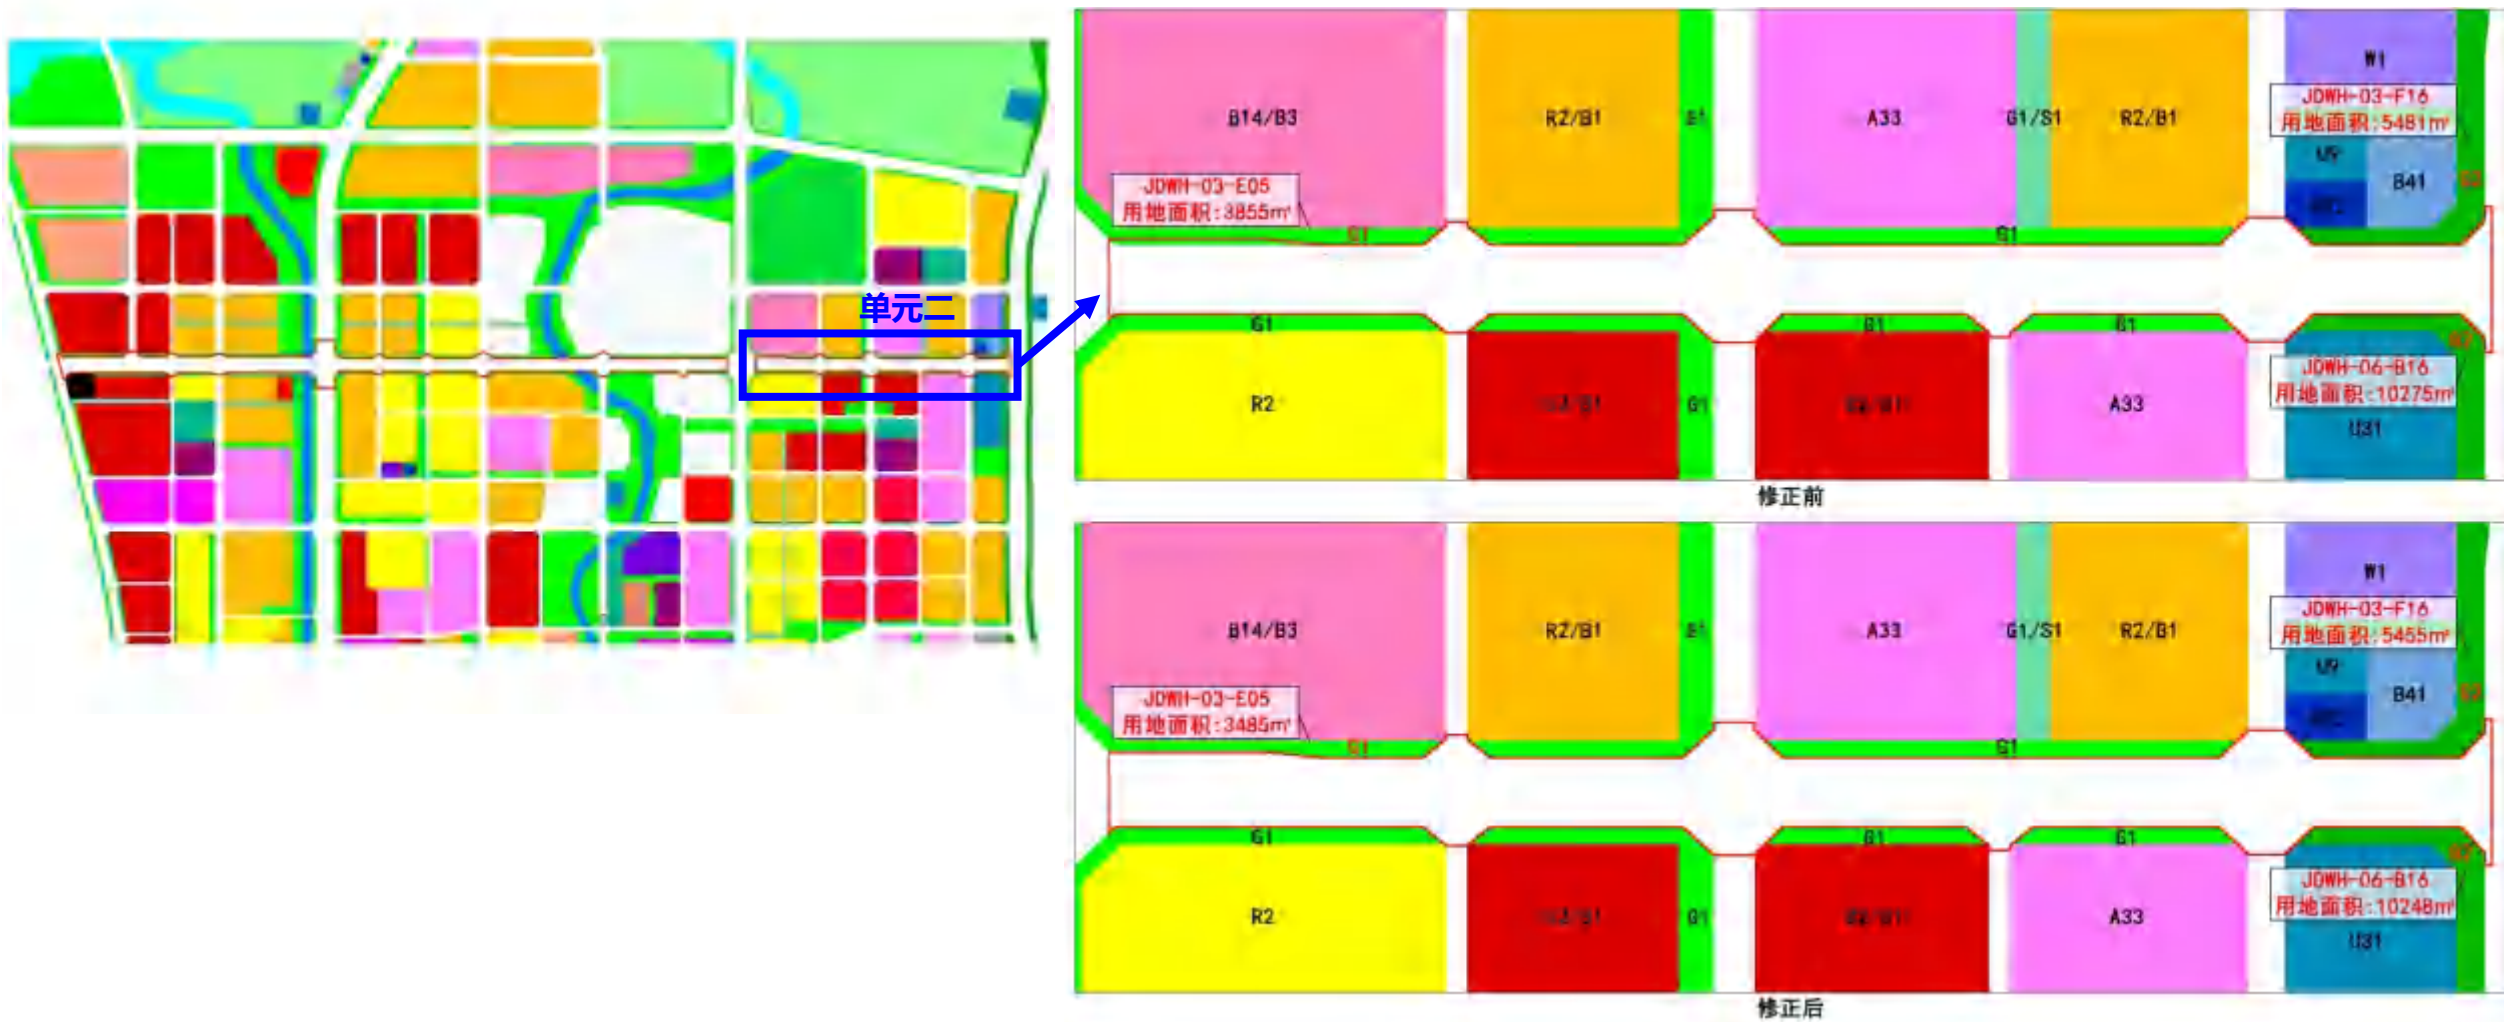 单元二
B14/B3
R2/B1
A33
G1/S1
R2/B1
W1
JDWH-03-F16
用地面积:5481㎡
U9
B41
JDWH-03-E05
用地面积:3855㎡
G1
G1
G1
G1
G1
R2
G1
A33
JDWH-06-B16
用地面积:10275㎡
U31
修正前
B14/B3
R2/B1
A33
G1/S1
R2/B1
W1
JDWH-03-F16
用地面积:5455㎡
U9
B41
JDWH-03-E05
用地面积:3485㎡
G1
G1
G1
G1
G1
R2
G1
A33
JDWH-06-B16
用地面积:10248㎡
U31
修正后